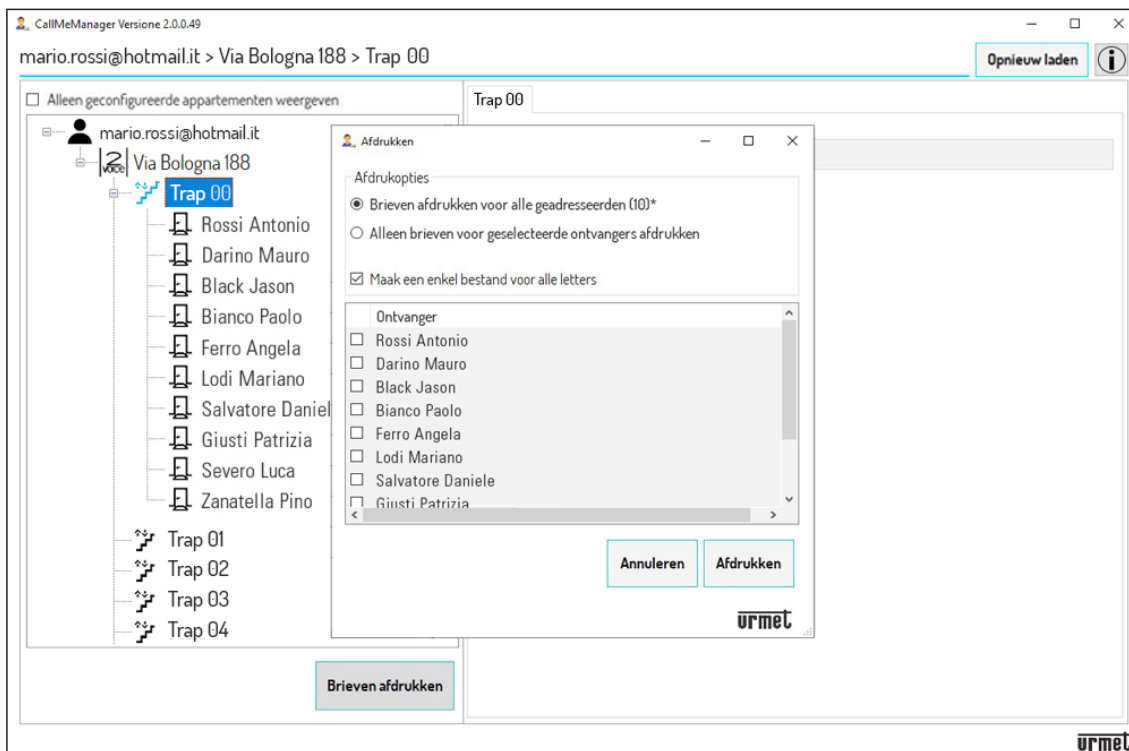 CallMeManager Versione 2.0.0.49
mario.rossi@hotmail.it > Via Bologna 188 > Trap 00
Opnieuw laden
i
Alleen geconfigureerde appartementen weergeven
mario.rossi@hotmail.it
2 voice Via Bologna 188
Trap 00
Rossi Antonio
Darino Mauro
Black Jason
Bianco Paolo
Ferro Angela
Lodi Mariano
Salvatore Daniel
Giusti Patrizia
Severo Luca
Zanatella Pino
Trap 01
Trap 02
Trap 03
Trap 04
Brieven afdrukken
Trap 00
Afdrukken
Afdrukopties
Brieven afdrukken voor alle geadresseerden (10)*
Alleen brieven voor geselecteerde ontvangers afdrukken
Maak een enkel bestand voor alle letters
Ontvanger
Rossi Antonio
Darino Mauro
Black Jason
Bianco Paolo
Ferro Angela
Lodi Mariano
Salvatore Daniele
Giusti Patrizia
Annuleren
Afdrukken
urmet
urmet